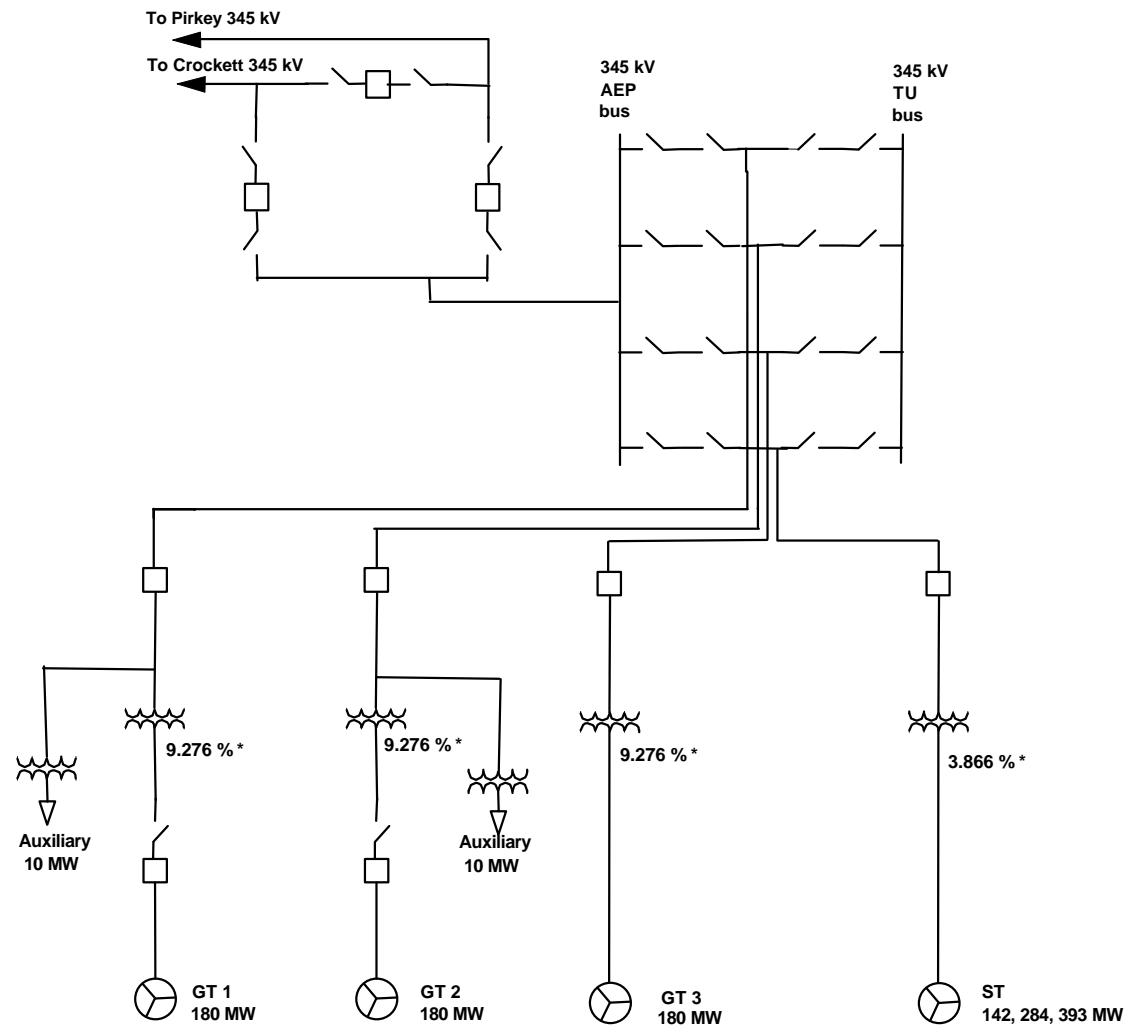 To Pirkey 345 kV
To Crockett 345 kV
345 kV
AEP
bus
345 kV
TU
bus
9.276 % *
9.276 % *
9.276 % *
3.866 % *
Auxiliary
10 MW
Auxiliary
10 MW
GT 1
180 MW
GT 2
180 MW
GT 3
180 MW
ST
142, 284, 393 MW